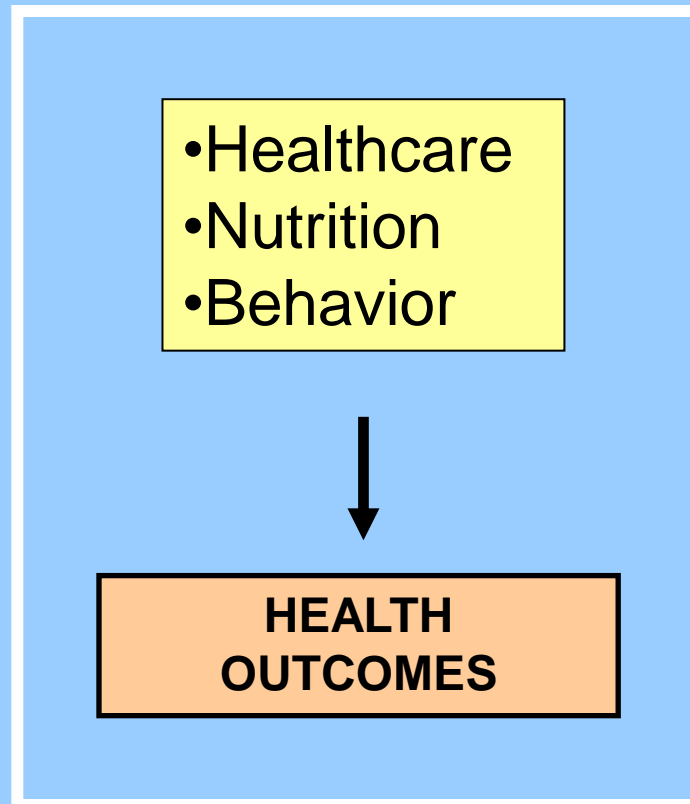 •Healthcare
•Nutrition
•Behavior
HEALTH
OUTCOMES